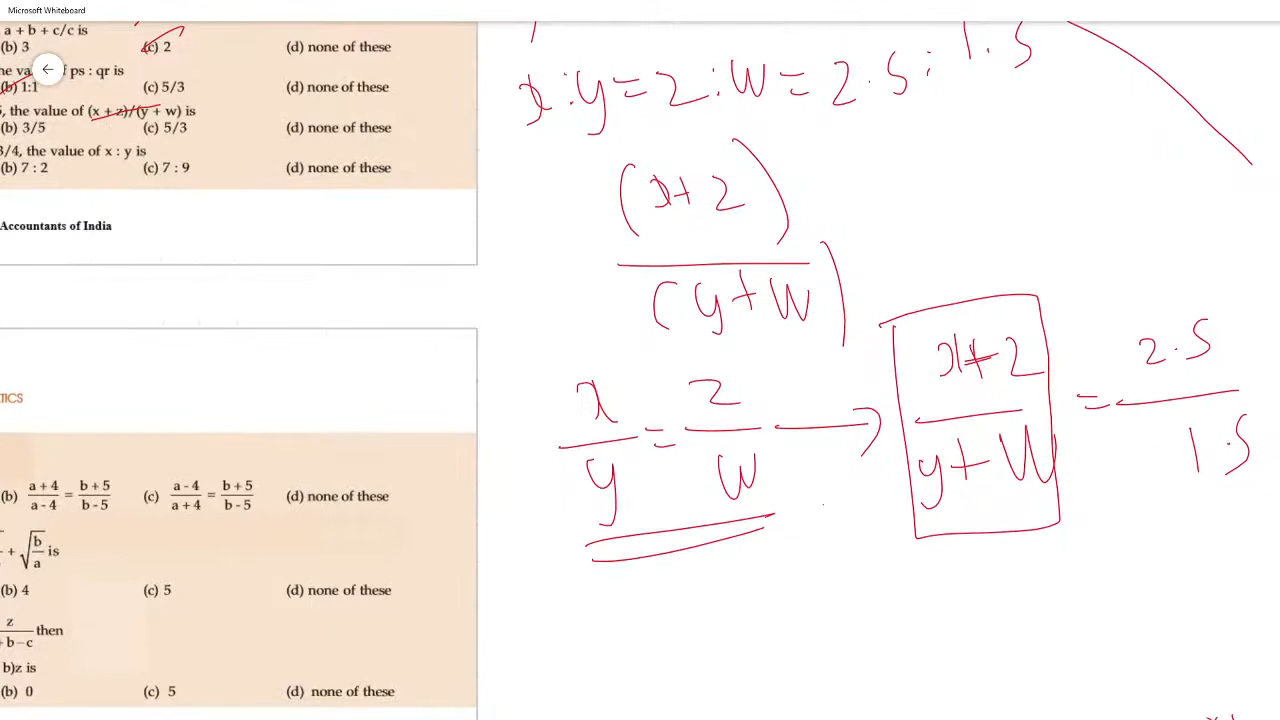 Microsoft Whiteboard
a + b + c/c is
(b) 3 (c) 2 (d) none of these
ps : qr is
(b) 1:1 (c) 5/3 (d) none of these
, the value of (x + z)/(y + w) is
(b) 3/5 (c) 5/3 (d) none of these
3/4, the value of x : y is
(b) 7 : 2 (c) 7 : 9 (d) none of these
Accountants of India
TICS
(b) a + 4 / a - 4 = b + 5 / b - 5 (c) a - 4 / a + 4 = b + 5 / b - 5 (d) none of these
+ √b/a is
(b) 4 (c) 5 (d) none of these
z / + b – c then
b)z is
(b) 0 (c) 5 (d) none of these
x : y = z : w = 2.5 : 1.5
(x + z)
(y + w)
x / y = z / w → x + z / y + w = 2.5 / 1.5